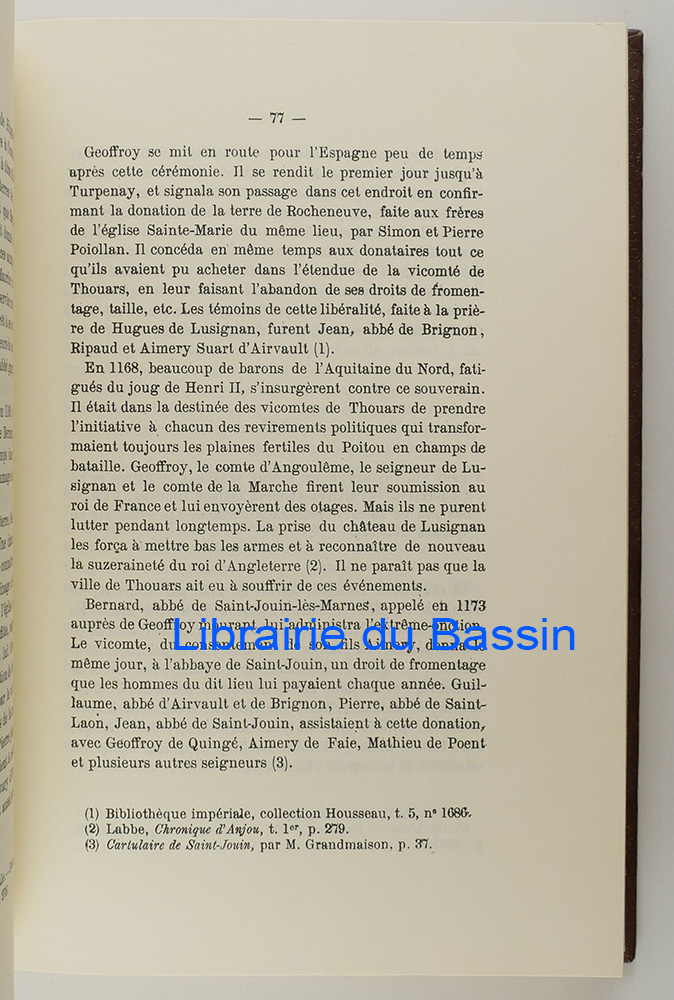 — 77 —
Geoffroy se mit en route pour l'Espagne peu de temps
après cette cérémonie. Il se rendit le premier jour jusqu'à
Turpenay, et signala son passage dans cet endroit en confir-
mant la donation de la terre de Rocheneuve, faite aux frères
de l'église Sainte-Marie du même lieu, par Simon et Pierre
Poiollan. Il concéda en même temps aux donataires tout ce
qu'ils avaient pu acheter dans l'étendue de la vicomté de
Thouars, en leur faisant l'abandon de ses droits de fromen-
tage, taille, etc. Les témoins de cette libéralité, faite à la priè-
re de Hugues de Lusignan, furent Jean, abbé de Brignon,
Ripaud et Aimery Suart d'Airvault (1).
En 1168, beaucoup de barons de l'Aquitaine du Nord, fati-
gués du joug de Henri II, s'insurgèrent contre ce souverain.
Il était dans la destinée des vicomtes de Thouars de prendre
l'initiative à chacun des revirements politiques qui transfor-
maient toujours les plaines fertiles du Poitou en champs de
bataille. Geoffroy, le comte d'Angoulême, le seigneur de Lu-
signan et le comte de la Marche firent leur soumission au
roi de France et lui envoyèrent des otages. Mais ils ne purent
lutter pendant longtemps. La prise du château de Lusignan
les força à mettre bas les armes et à reconnaître de nouveau
la suzeraineté du roi d'Angleterre (2). Il ne paraît pas que la
ville de Thouars ait eu à souffrir de ces événements.
Bernard, abbé de Saint-Jouin-lès-Marnes, appelé en 1173
auprès de Geoffroy mourant, lui administra l'extrême-onction.
Librairie du Bassin
Le vicomte, du consentement de son fils Aimery, donna le
même jour, à l'abbaye de Saint-Jouin, un droit de fromentage
que les hommes du dit lieu lui payaient chaque année. Guil-
laume, abbé d'Airvault et de Brignon, Pierre, abbé de Saint-
Laon, Jean, abbé de Saint-Jouin, assistaient à cette donation,
avec Geoffroy de Quingé, Aimery de Faie, Mathieu de Poent
et plusieurs autres seigneurs (3).
(1) Bibliothèque impériale, collection Housseau, t. 5, nº 1686.
(2) Labbe, Chronique d'Anjou, t. 1er, p. 279.
(3) Cartulaire de Saint-Jouin, par M. Grandmaison, p. 37.